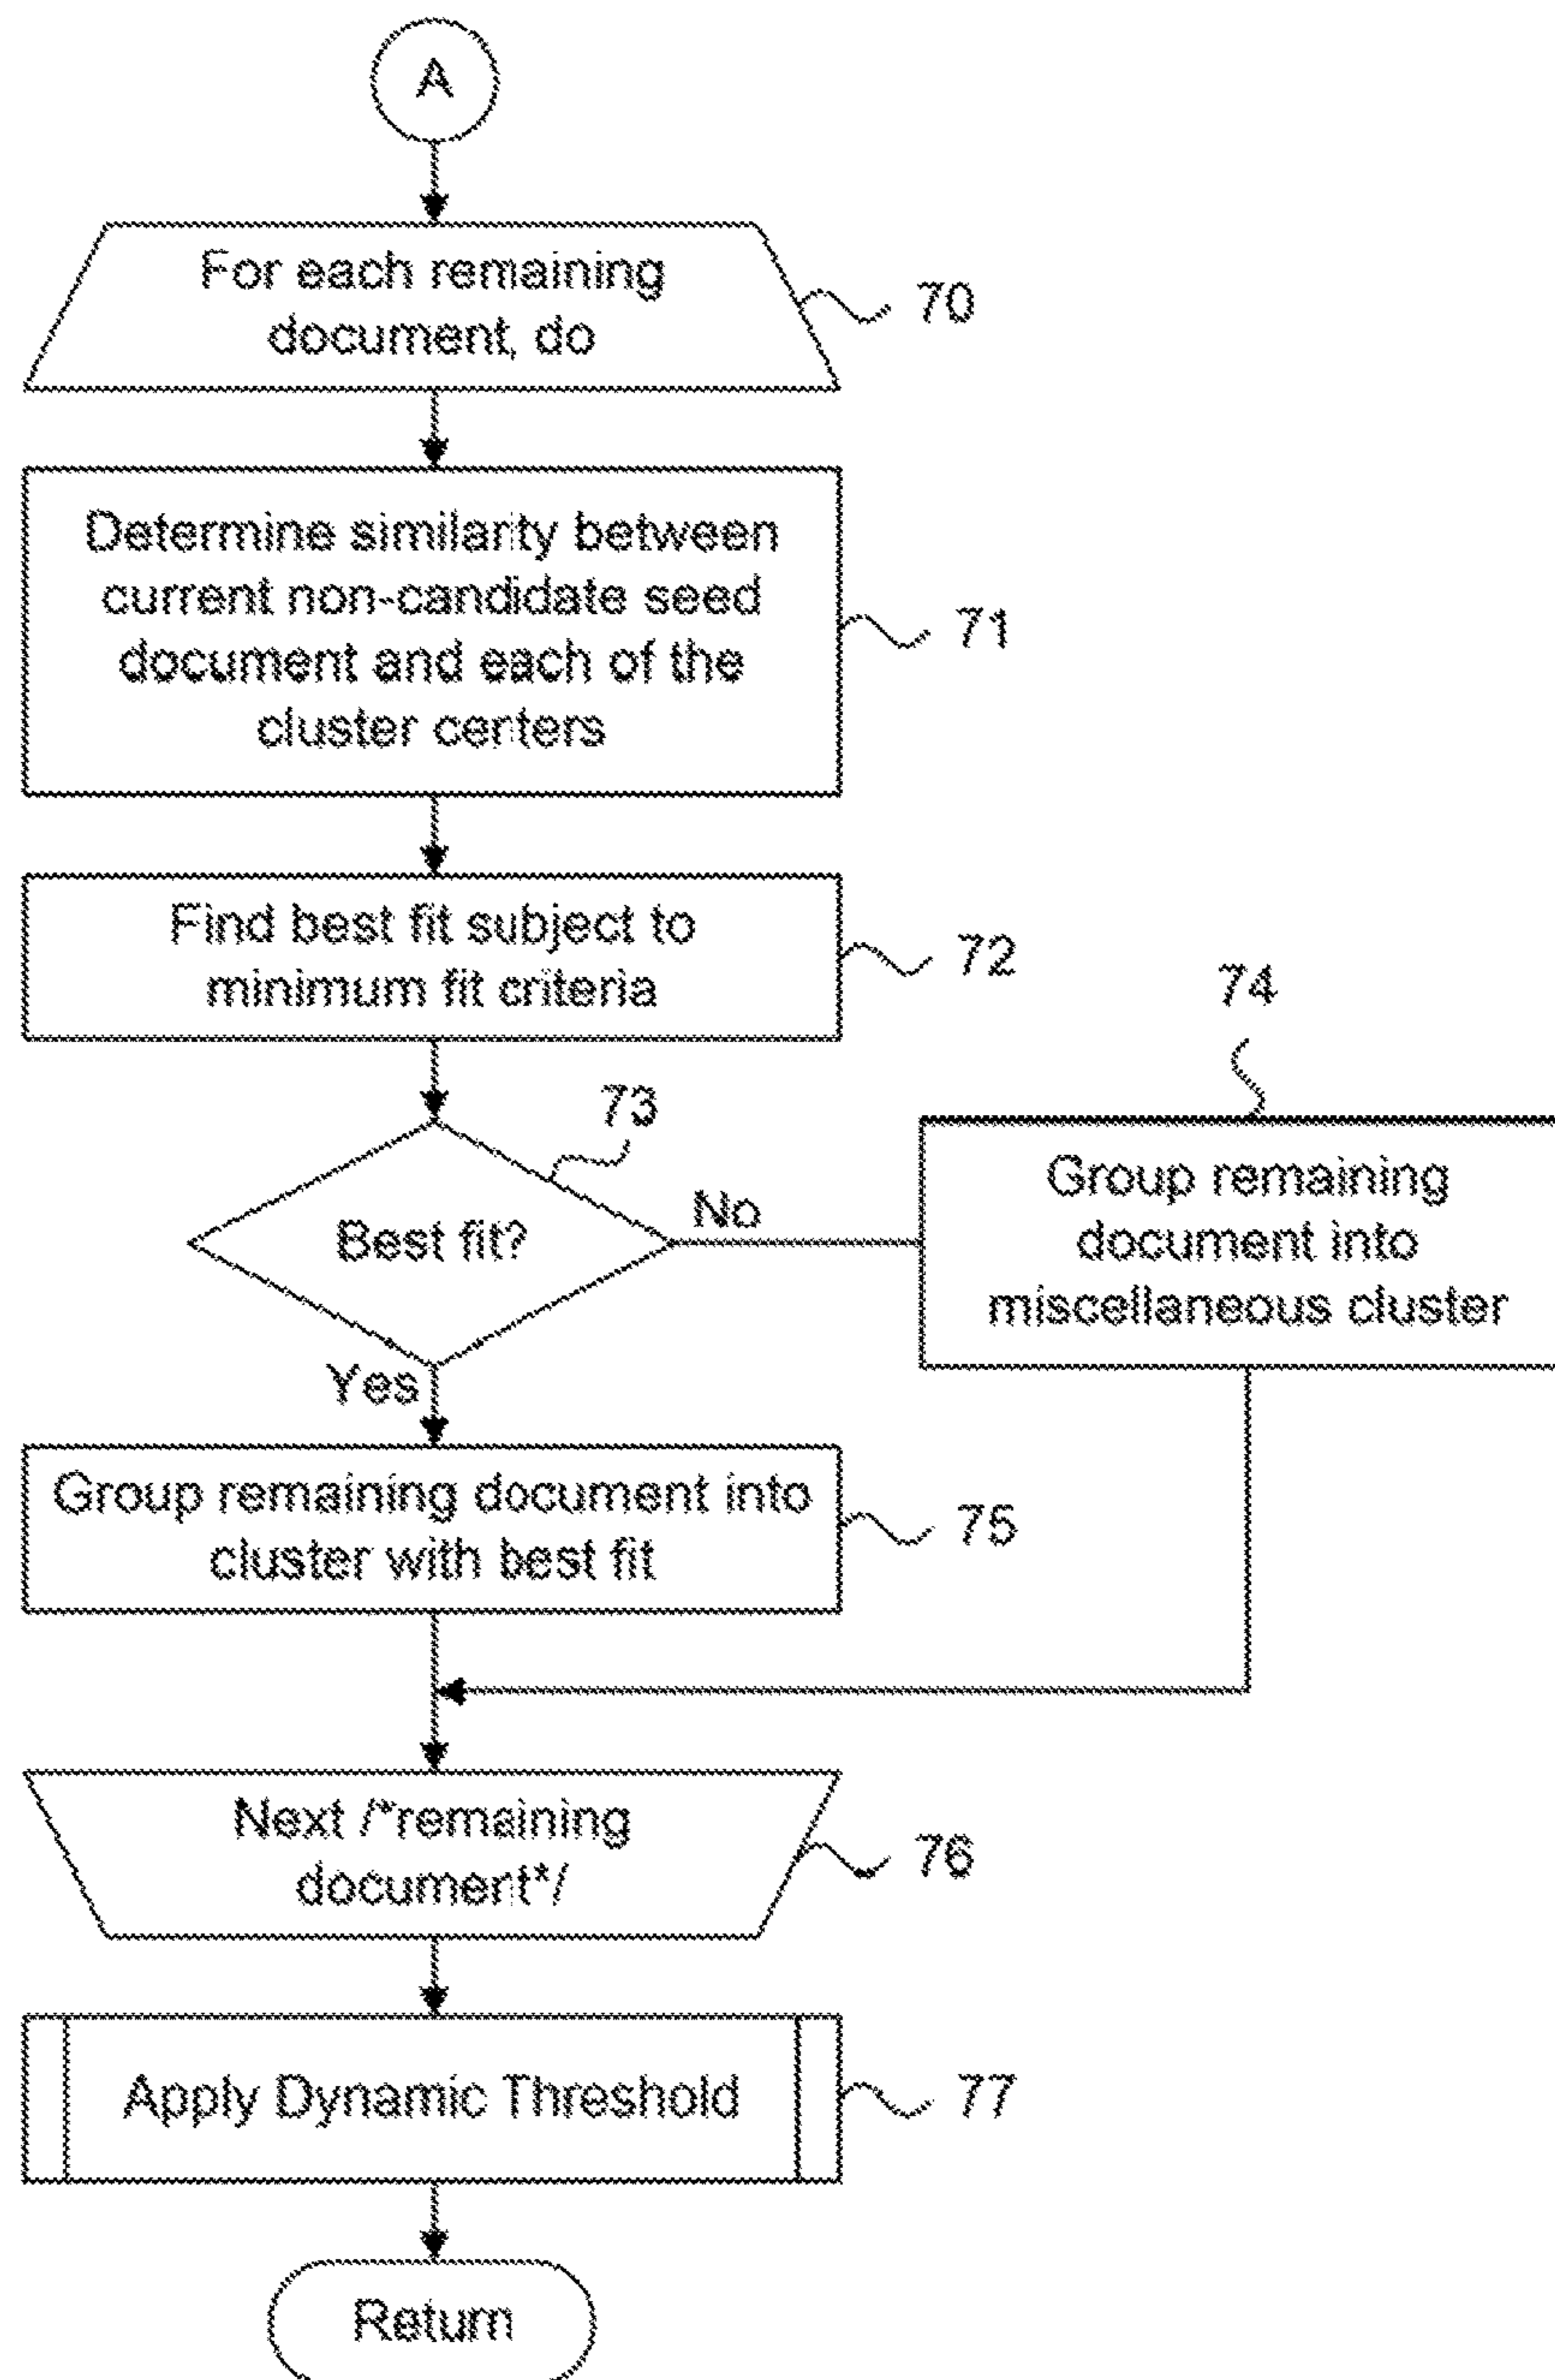 A
For each remaining
document, do
70
Determine similarity between
current non-candidate seed
document and each of the
cluster centers
71
Find best fit subject to
minimum fit criteria
72
73
Best fit?
No
Yes
74
Group remaining
document into
miscellaneous cluster
Group remaining document into
cluster with best fit
75
Next /*remaining
document*/
76
Apply Dynamic Threshold
77
Return